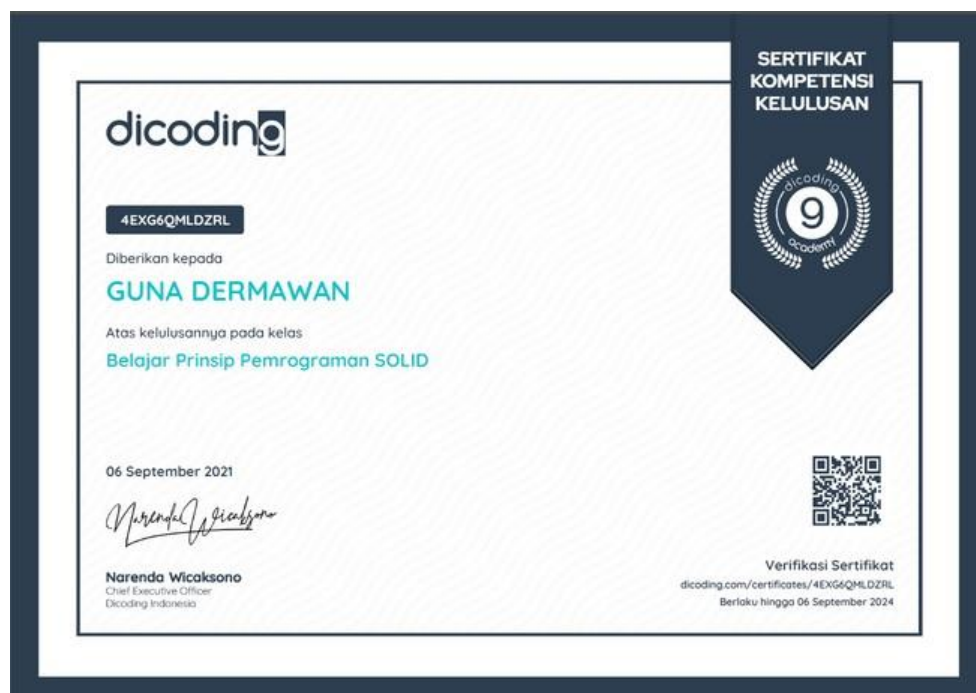 SERTIFIKAT
KOMPETENSI
KELULUSAN
dicoding
dicoding
9
academy
4EXG6QMLDZRL
Diberikan kepada
GUNA DERMAWAN
Atas kelulusannya pada kelas
Belajar Prinsip Pemrograman SOLID
06 September 2021
Narenda Wicaksono
Narenda Wicaksono
Chief Executive Officer
Dicoding Indonesia
Verifikasi Sertifikat
dicoding.com/certificates/4EXG6QMLDZRL
Berlaku hingga 06 September 2024